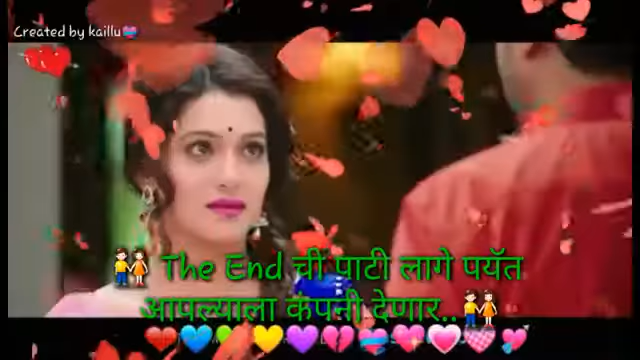 Created by kaillu💝
👫 The End ची पाटी लागे पर्यंत
आपल्याला कंपनी देणार..👫
❤💙💚💛💜💔💝💖💗💟💘